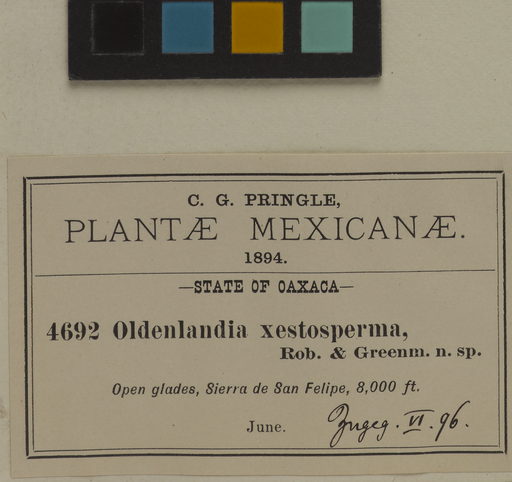 C. G. PRINGLE,
PLANTÆ MEXICANÆ.
1894.
—STATE OF OAXACA—
4692 Oldenlandia xestosperma,
Rob. & Greenm. n. sp.
Open glades, Sierra de San Felipe, 8,000 ft.
June. Zugeg. VI. 96.